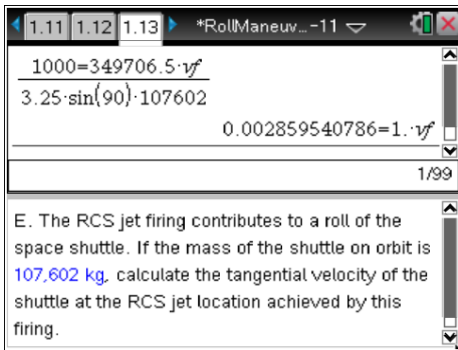 1.11 1.12 1.13 *RollManeuv...-11
1000=349706.5·vf
3.25·sin(90)·107602
0.002859540786=1.·vf
1/99
E. The RCS jet firing contributes to a roll of the
space shuttle. If the mass of the shuttle on orbit is
107,602 kg, calculate the tangential velocity of the
shuttle at the RCS jet location achieved by this
firing.